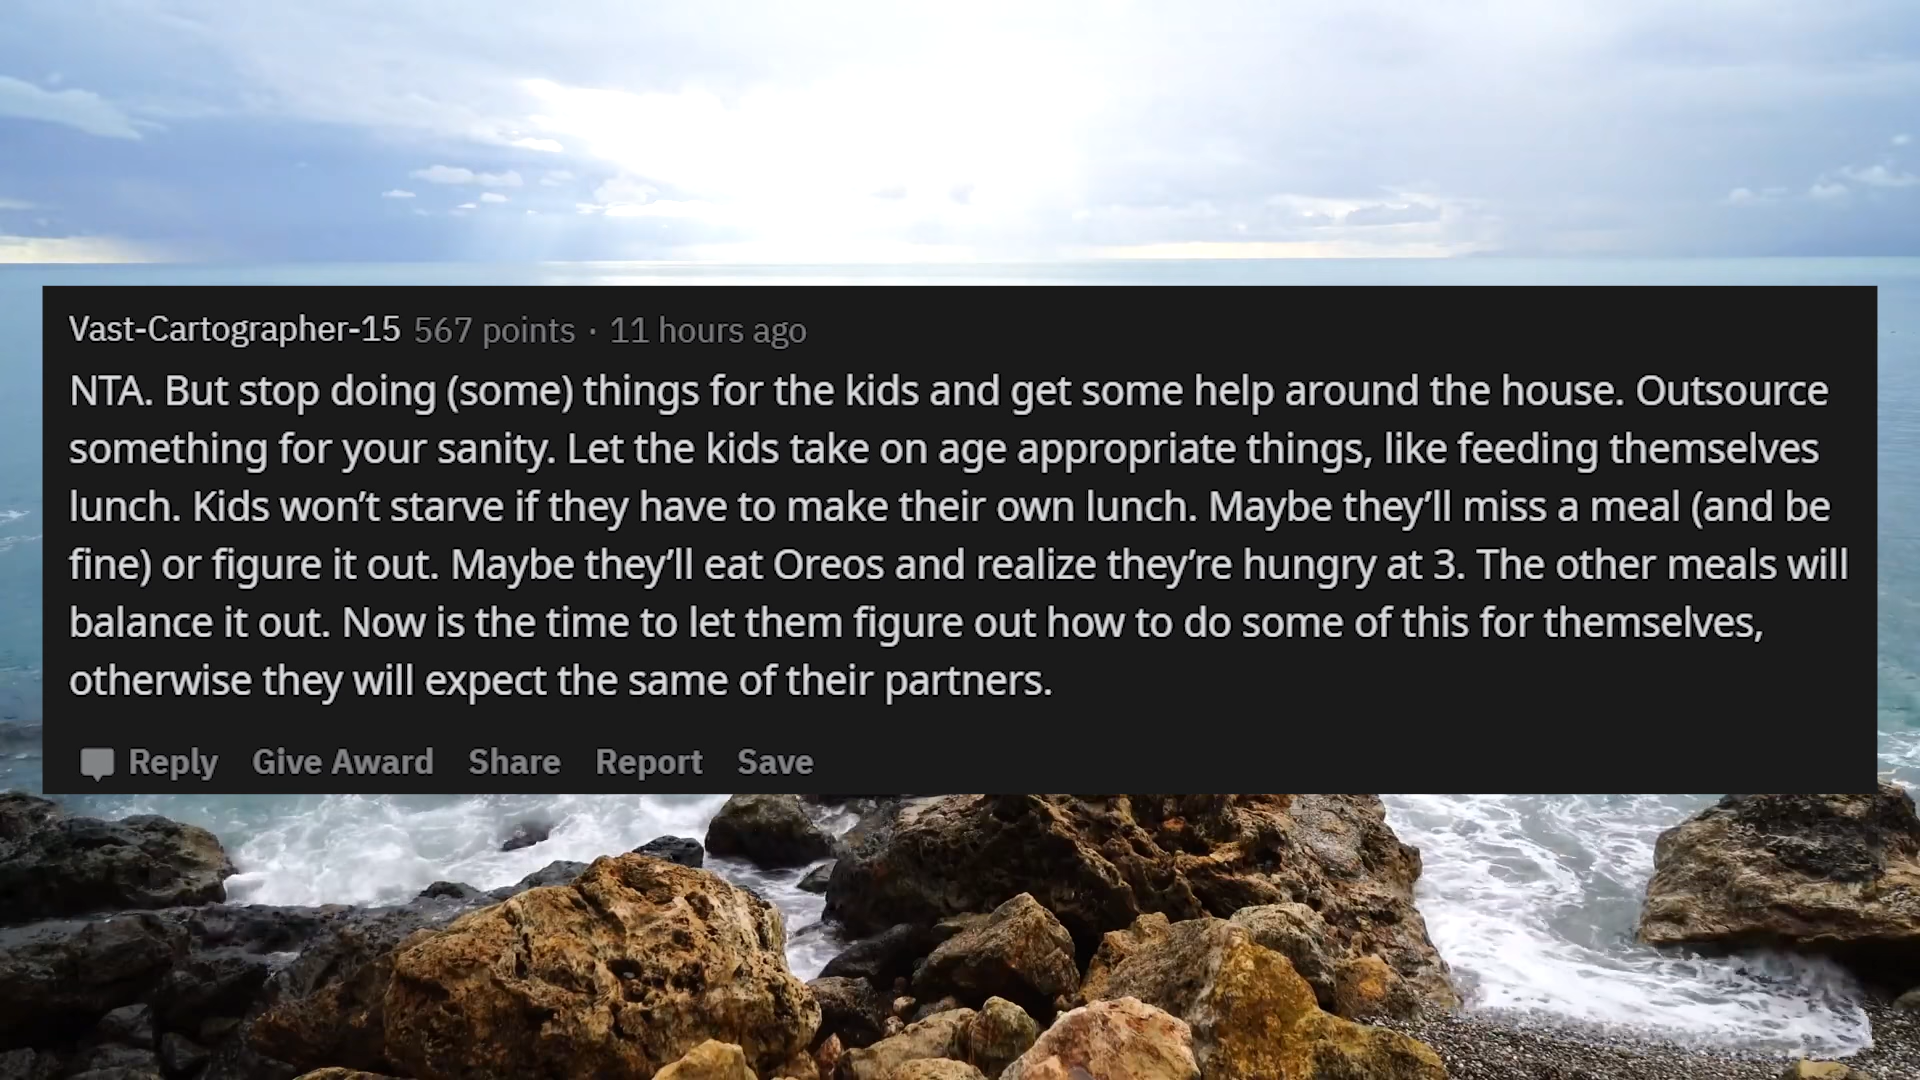 Vast-Cartographer-15 567 points · 11 hours ago
NTA. But stop doing (some) things for the kids and get some help around the house. Outsource
something for your sanity. Let the kids take on age appropriate things, like feeding themselves
lunch. Kids won’t starve if they have to make their own lunch. Maybe they’ll miss a meal (and be
fine) or figure it out. Maybe they’ll eat Oreos and realize they’re hungry at 3. The other meals will
balance it out. Now is the time to let them figure out how to do some of this for themselves,
otherwise they will expect the same of their partners.
Reply Give Award Share Report Save